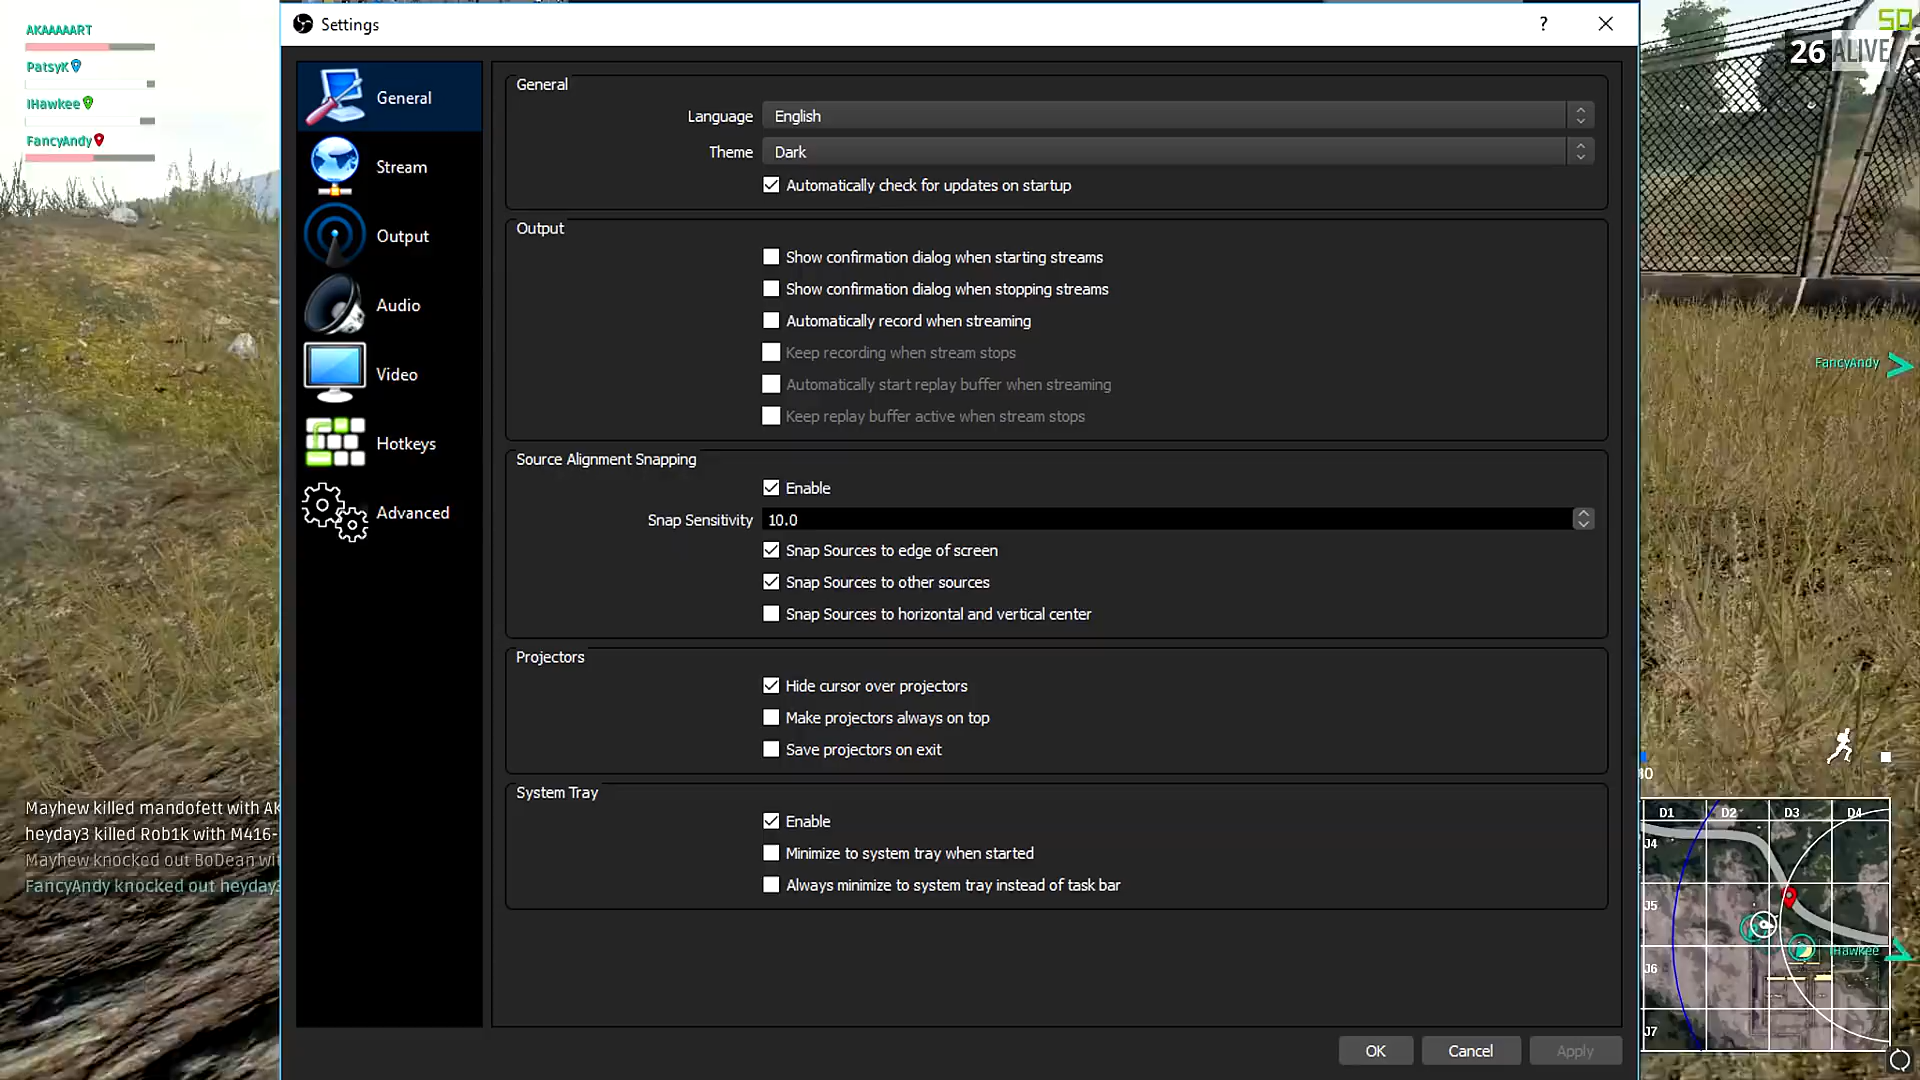 Settings
?
AKAAAAART
PatsyK
IHawkee
FancyAndy
50
26 ALIVE
General
Stream
Output
Audio
Video
Hotkeys
Advanced
General
Language English
Theme Dark
Automatically check for updates on startup
Output
Show confirmation dialog when starting streams
Show confirmation dialog when stopping streams
Automatically record when streaming
Keep recording when stream stops
Automatically start replay buffer when streaming
Keep replay buffer active when stream stops
Source Alignment Snapping
Enable
Snap Sensitivity 10.0
Snap Sources to edge of screen
Snap Sources to other sources
Snap Sources to horizontal and vertical center
Projectors
Hide cursor over projectors
Make projectors always on top
Save projectors on exit
System Tray
Enable
Minimize to system tray when started
Always minimize to system tray instead of task bar
OK Cancel Apply
FancyAndy
Mayhew killed mandofett with AK
heyday3 killed Rob1k with M416-
Mayhew knocked out BoDean wit
FancyAndy knocked out heyday3
D1 D2 D3 D4
J4
J5
J6
J7
IHawkee